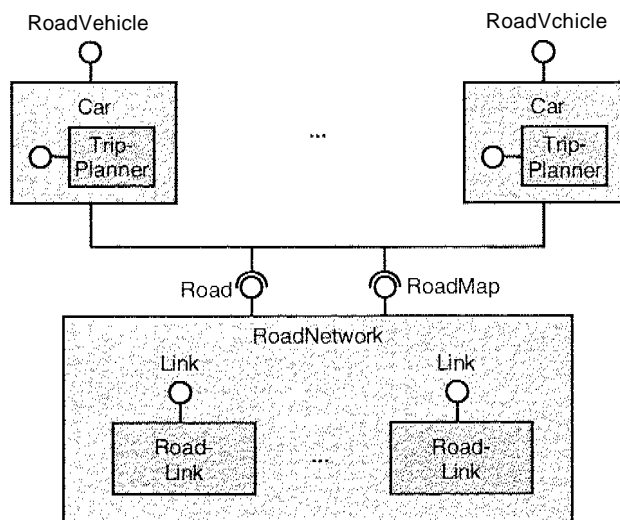 RoadVehicle
RoadVchicle
Car
Car
Trip-
Planner
...
Trip-
Planner
Road
RoadMap
RoadNetwork
Link
Link
Road-
Link
...
Road-
Link